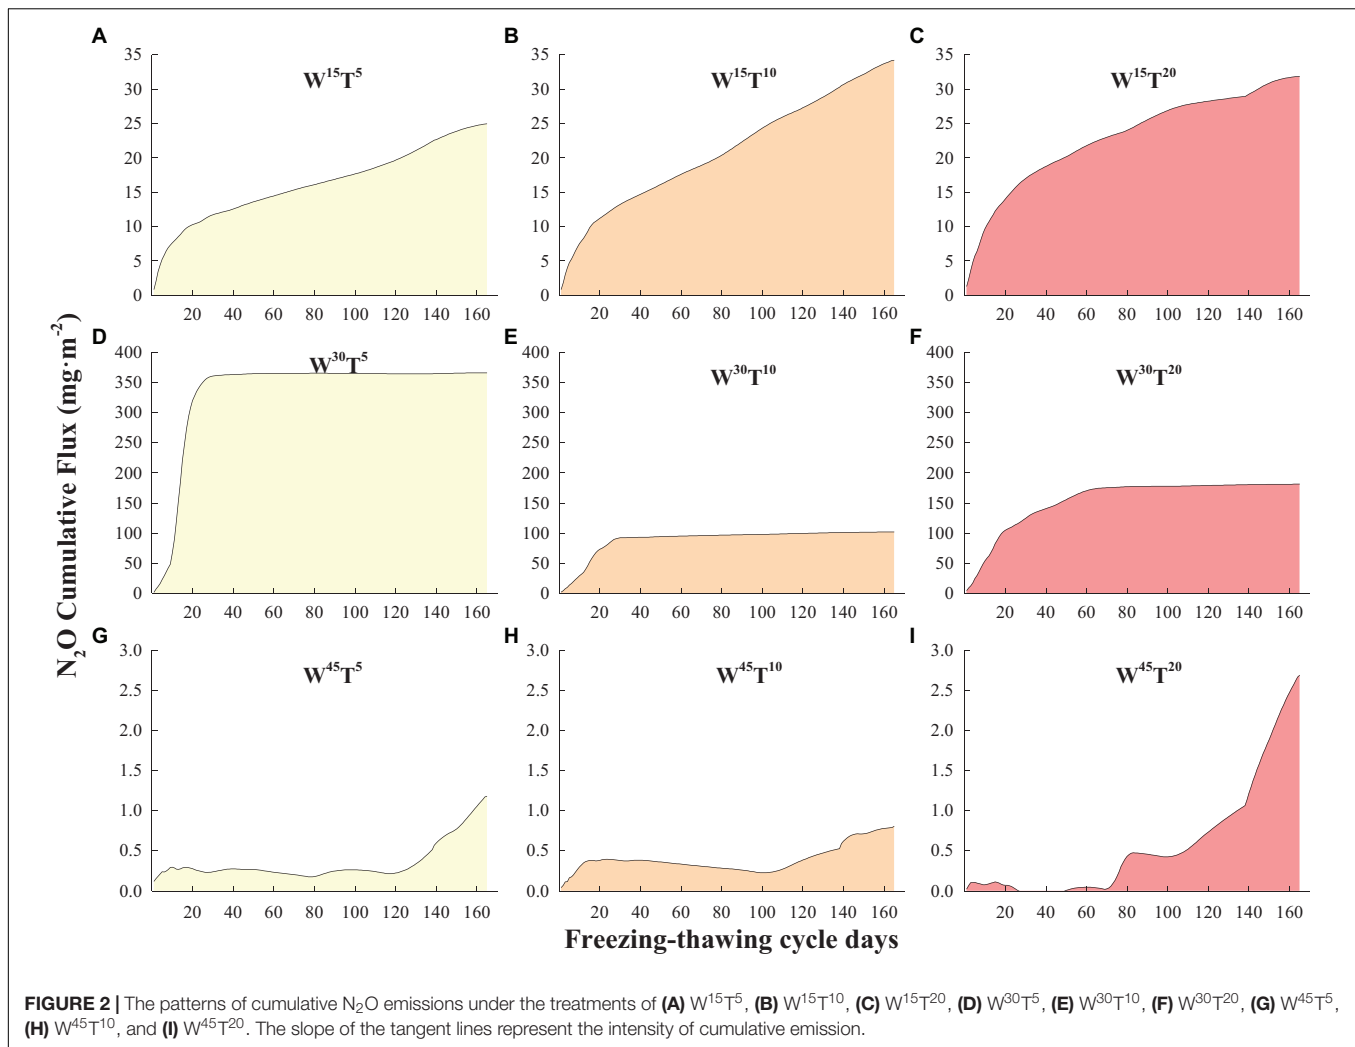 A
W¹⁵T⁵
35
30
25
20
15
10
5
0
20 40 60 80 100 120 140 160
B
W¹⁵T¹⁰
35
30
25
20
15
10
5
0
20 40 60 80 100 120 140 160
C
W¹⁵T²⁰
35
30
25
20
15
10
5
0
20 40 60 80 100 120 140 160
N₂O Cumulative Flux (mg·m⁻²)
D
W³⁰T⁵
400
350
300
250
200
150
100
50
0
20 40 60 80 100 120 140 160
E
W³⁰T¹⁰
400
350
300
250
200
150
100
50
0
20 40 60 80 100 120 140 160
F
W³⁰T²⁰
400
350
300
250
200
150
100
50
0
20 40 60 80 100 120 140 160
G
W⁴⁵T⁵
3.0
2.5
2.0
1.5
1.0
0.5
0.0
20 40 60 80 100 120 140 160
H
W⁴⁵T¹⁰
3.0
2.5
2.0
1.5
1.0
0.5
0.0
20 40 60 80 100 120 140 160
I
W⁴⁵T²⁰
3.0
2.5
2.0
1.5
1.0
0.5
0.0
20 40 60 80 100 120 140 160
Freezing-thawing cycle days
FIGURE 2 | The patterns of cumulative N₂O emissions under the treatments of (A) W¹⁵T⁵, (B) W¹⁵T¹⁰, (C) W¹⁵T²⁰, (D) W³⁰T⁵, (E) W³⁰T¹⁰, (F) W³⁰T²⁰, (G) W⁴⁵T⁵,
(H) W⁴⁵T¹⁰, and (I) W⁴⁵T²⁰. The slope of the tangent lines represent the intensity of cumulative emission.